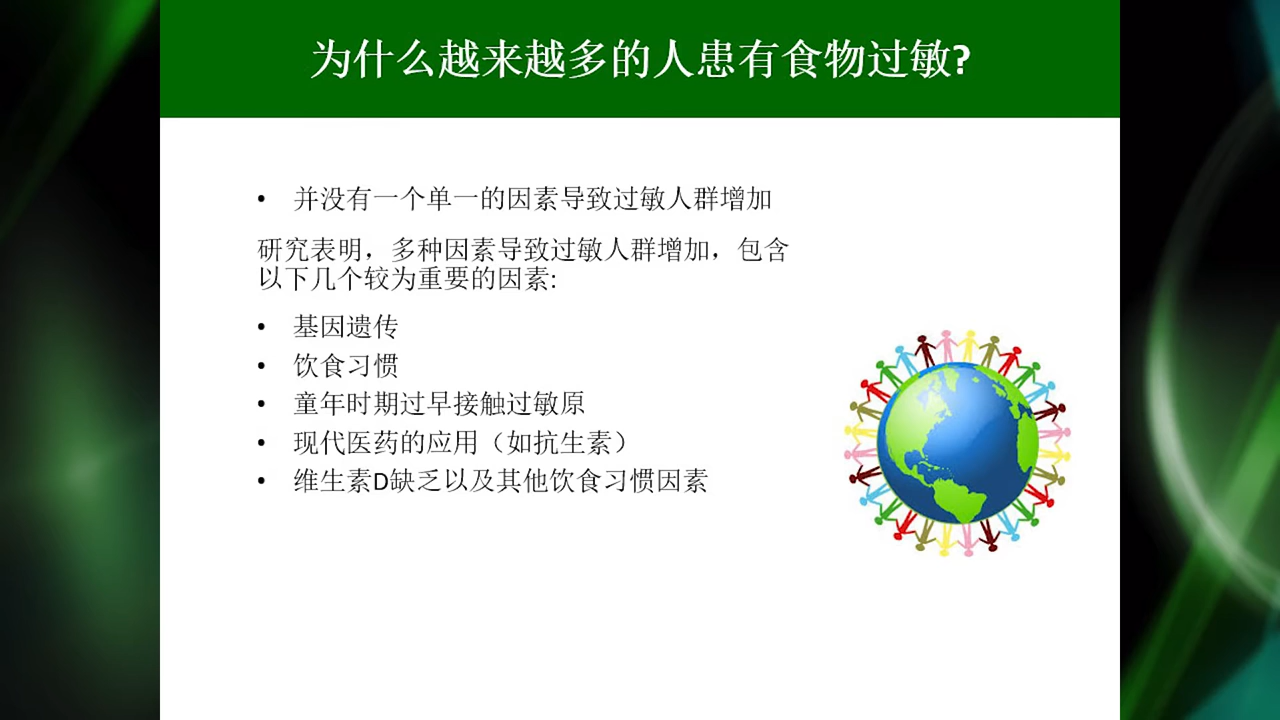 为什么越来越多的人患有食物过敏?
• 并没有一个单一的因素导致过敏人群增加
研究表明，多种因素导致过敏人群增加，包含
以下几个较为重要的因素:
• 基因遗传
• 饮食习惯
• 童年时期过早接触过敏原
• 现代医药的应用（如抗生素）
• 维生素D缺乏以及其他饮食习惯因素